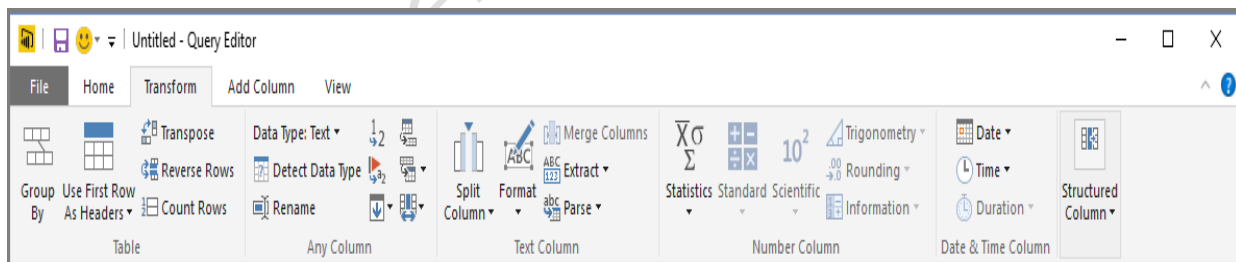 Untitled - Query Editor
File Home Transform Add Column View
Group By
Use First Row As Headers
Transpose
Reverse Rows
Count Rows
Table
Data Type: Text
Detect Data Type
Rename
Any Column
Split Column
Format
Merge Columns
Extract
Parse
Text Column
Statistics
Standard
Scientific
Trigonometry
Rounding
Information
Number Column
Date
Time
Duration
Date & Time Column
Structured Column